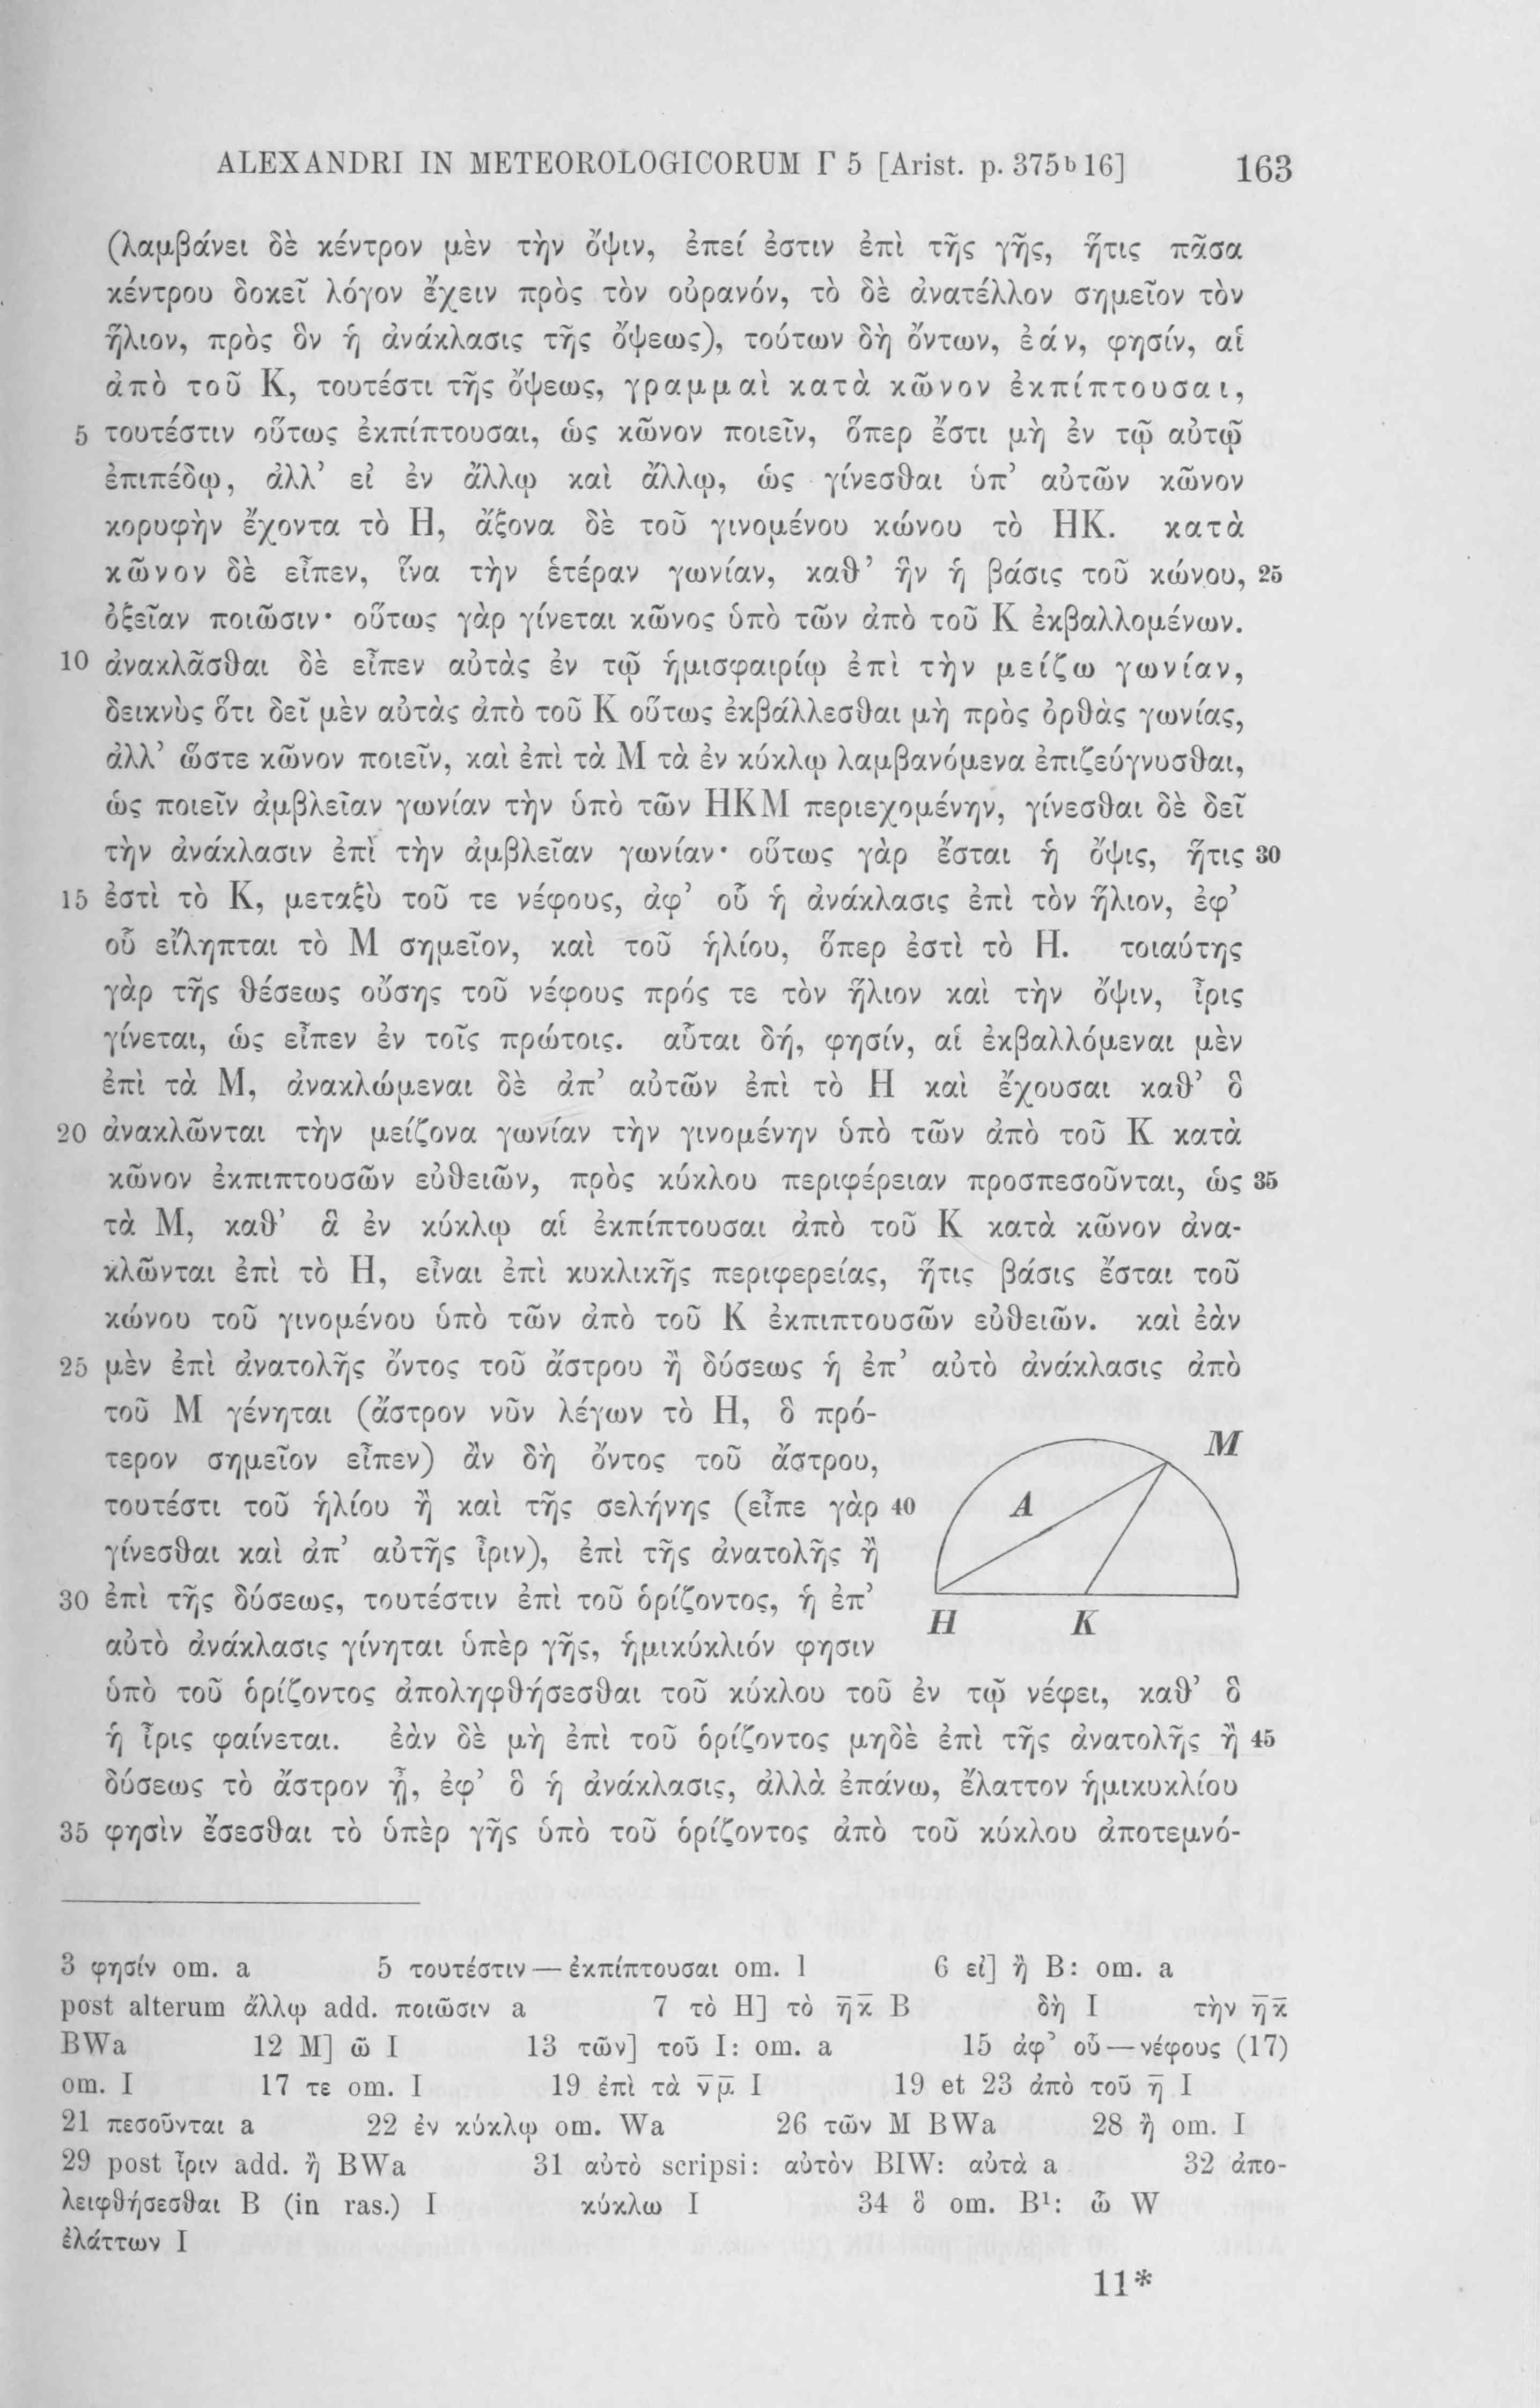 ALEXANDRI IN METEOROLOGICORUM Γ 5 [Arist. p. 375ᵇ16] 163
(λαμβάνει δὲ κέντρον μὲν τὴν ὄψιν, ἐπεί ἐστιν ἐπὶ τῆς γῆς, ἥτις πᾶσα
κέντρου δοκεῖ λόγον ἔχειν πρὸς τὸν οὐρανόν, τὸ δὲ ἀνατέλλον σημεῖον τὸν
ἥλιον, πρὸς ὃν ἡ ἀνάκλασις τῆς ὄψεως), τούτων δὴ ὄντων, ἐάν, φησίν, αἱ
ἀπὸ τοῦ Κ, τουτέστι τῆς ὄψεως, γραμμαὶ κατὰ κῶνον ἐκπίπτουσαι,
5 τουτέστιν οὕτως ἐκπίπτουσαι, ὡς κῶνον ποιεῖν, ὅπερ ἔστι μὴ ἐν τῷ αὐτῷ
ἐπιπέδῳ, ἀλλ’ εἰ ἐν ἄλλῳ καὶ ἄλλῳ, ὡς γίνεσθαι ὑπ’ αὐτῶν κῶνον
κορυφὴν ἔχοντα τὸ Η, ἄξονα δὲ τοῦ γινομένου κώνου τὸ ΗΚ. κατὰ
κῶνον δὲ εἶπεν, ἵνα τὴν ἑτέραν γωνίαν, καθ’ ἣν ἡ βάσις τοῦ κώνου, 25
ὀξεῖαν ποιῶσιν· οὕτως γὰρ γίνεται κῶνος ὑπὸ τῶν ἀπὸ τοῦ Κ ἐκβαλλομένων.
10 ἀνακλᾶσθαι δὲ εἶπεν αὐτὰς ἐν τῷ ἡμισφαιρίῳ ἐπὶ τὴν μείζω γωνίαν,
δεικνὺς ὅτι δεῖ μὲν αὐτὰς ἀπὸ τοῦ Κ οὕτως ἐκβάλλεσθαι μὴ πρὸς ὀρθὰς γωνίας,
ἀλλ’ ὥστε κῶνον ποιεῖν, καὶ ἐπὶ τὰ Μ τὰ ἐν κύκλῳ λαμβανόμενα ἐπιζεύγνυσθαι,
ὡς ποιεῖν ἀμβλεῖαν γωνίαν τὴν ὑπὸ τῶν ΗΚΜ περιεχομένην, γίνεσθαι δὲ δεῖ
τὴν ἀνάκλασιν ἐπὶ τὴν ἀμβλεῖαν γωνίαν· οὕτως γὰρ ἔσται ἡ ὄψις, ἥτις 30
15 ἐστὶ τὸ Κ, μεταξὺ τοῦ τε νέφους, ἀφ’ οὗ ἡ ἀνάκλασις ἐπὶ τὸν ἥλιον, ἐφ’
οὗ εἴληπται τὸ Μ σημεῖον, καὶ τοῦ ἡλίου, ὅπερ ἐστὶ τὸ Η. τοιαύτης
γὰρ τῆς θέσεως οὔσης τοῦ νέφους πρός τε τὸν ἥλιον καὶ τὴν ὄψιν, ἶρις
γίνεται, ὡς εἶπεν ἐν τοῖς πρώτοις. αὗται δή, φησίν, αἱ ἐκβαλλόμεναι μὲν
ἐπὶ τὰ Μ, ἀνακλώμεναι δὲ ἀπ’ αὐτῶν ἐπὶ τὸ Η καὶ ἔχουσαι καθ’ ὃ
20 ἀνακλῶνται τὴν μείζονα γωνίαν τὴν γινομένην ὑπὸ τῶν ἀπὸ τοῦ Κ κατὰ
κῶνον ἐκπιπτουσῶν εὐθειῶν, πρὸς κύκλου περιφέρειαν προσπεσοῦνται, ὡς 35
τὰ Μ, καθ’ ἃ ἐν κύκλῳ αἱ ἐκπίπτουσαι ἀπὸ τοῦ Κ κατὰ κῶνον ἀνα-
κλῶνται ἐπὶ τὸ Η, εἶναι ἐπὶ κυκλικῆς περιφερείας, ἥτις βάσις ἔσται τοῦ
κώνου τοῦ γινομένου ὑπὸ τῶν ἀπὸ τοῦ Κ ἐκπιπτουσῶν εὐθειῶν. καὶ ἐὰν
25 μὲν ἐπὶ ἀνατολῆς ὄντος τοῦ ἄστρου ἢ δύσεως ἡ ἐπ’ αὐτὸ ἀνάκλασις ἀπὸ
τοῦ Μ γένηται (ἄστρον νῦν λέγων τὸ Η, ὃ πρό-
τερον σημεῖον εἶπεν) ἂν δὴ ὄντος τοῦ ἄστρου,
τουτέστι τοῦ ἡλίου ἢ καὶ τῆς σελήνης (εἶπε γὰρ 40
γίνεσθαι καὶ ἀπ’ αὐτῆς ἶριν), ἐπὶ τῆς ἀνατολῆς ἢ
30 ἐπὶ τῆς δύσεως, τουτέστιν ἐπὶ τοῦ ὁρίζοντος, ἡ ἐπ’
αὐτὸ ἀνάκλασις γίνηται ὑπὲρ γῆς, ἡμικύκλιόν φησιν
M
A
H K
ὑπὸ τοῦ ὁρίζοντος ἀποληφθήσεσθαι τοῦ κύκλου τοῦ ἐν τῷ νέφει, καθ’ ὃ
ἡ ἶρις φαίνεται. ἐὰν δὲ μὴ ἐπὶ τοῦ ὁρίζοντος μηδὲ ἐπὶ τῆς ἀνατολῆς ἢ 45
δύσεως τὸ ἄστρον ᾖ, ἐφ’ ὃ ἡ ἀνάκλασις, ἀλλὰ ἐπάνω, ἔλαττον ἡμικυκλίου
35 φησὶν ἔσεσθαι τὸ ὑπὲρ γῆς ὑπὸ τοῦ ὁρίζοντος ἀπὸ τοῦ κύκλου ἀποτεμνό-
3 φησίν om. a 5 τουτέστιν — ἐκπίπτουσαι om. I 6 εἰ] ἢ B: om. a
post alterum ἄλλῳ add. ποιῶσιν a 7 τὸ Η] τὸ η̄κ̄ B δὴ I τὴν η̄κ̄
BWa 12 Μ] ω̄ I 13 τῶν] τοῦ I: om. a 15 ἀφ’ οὗ — νέφους (17)
om. I 17 τε om. I 19 ἐπὶ τὰ ν̄μ̄ I 19 et 23 ἀπὸ τοῦ η̄ I
21 πεσοῦνται a 22 ἐν κύκλῳ om. Wa 26 τῶν Μ BWa 28 ἢ om. I
29 post ἶριν add. ἢ BWa 31 αὐτὸ scripsi: αὐτὸν BIW: αὐτὰ a 32 ἀπο-
λειφθήσεσθαι B (in ras.) I κύκλω I 34 ὃ om. B¹: ὧ W
ἐλάττων I
11*